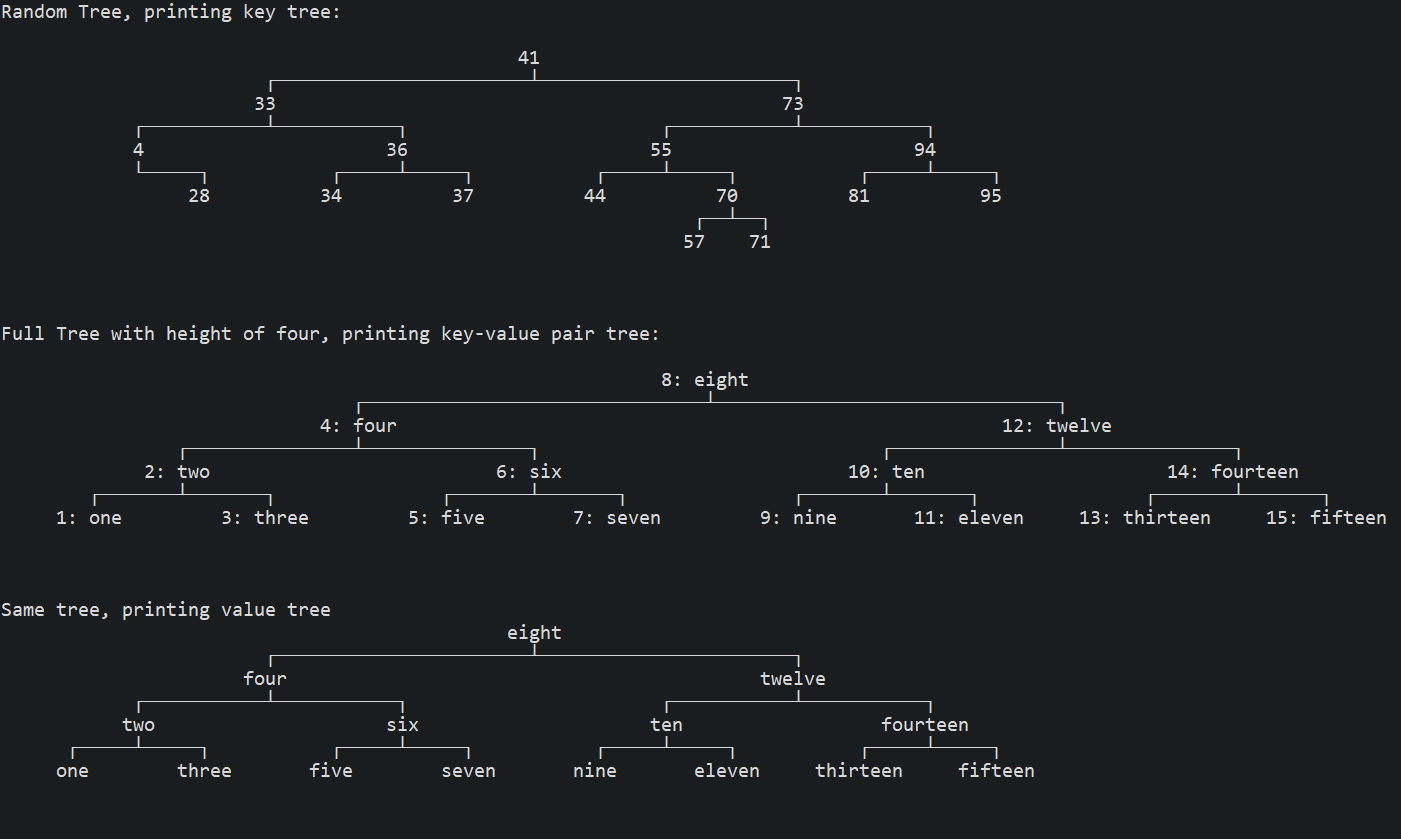 Random Tree, printing key tree:
41
33 73
4 36 55 94
28 34 37 44 70 81 95
57 71
Full Tree with height of four, printing key-value pair tree:
8: eight
4: four 12: twelve
2: two 6: six 10: ten 14: fourteen
1: one 3: three 5: five 7: seven 9: nine 11: eleven 13: thirteen 15: fifteen
Same tree, printing value tree
eight
four twelve
two six ten fourteen
one three five seven nine eleven thirteen fifteen